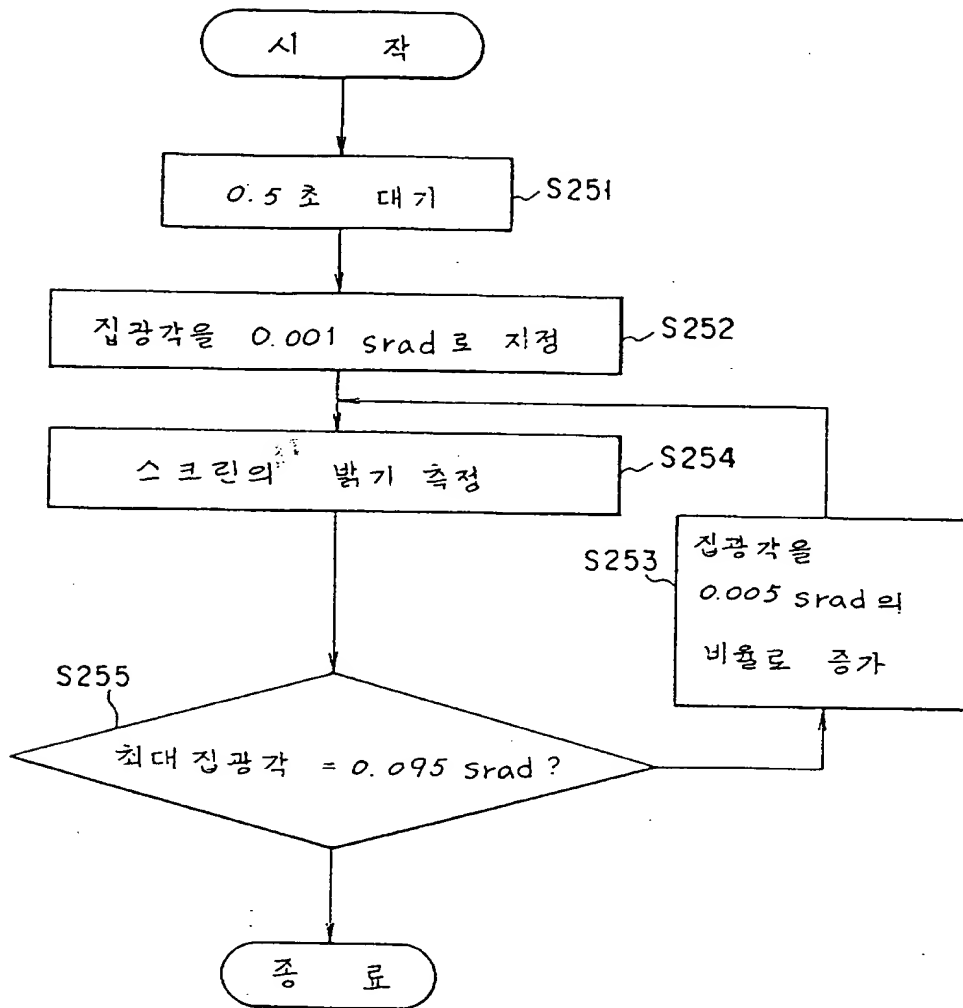 시 작
0.5초 대기
S251
집광각을 0.001 srad로 지정
S252
스크린의 밝기 측정
S254
S253
집광각을
0.005 srad의
비율로 증가
S255
최대집광각 = 0.095 srad?
종 료